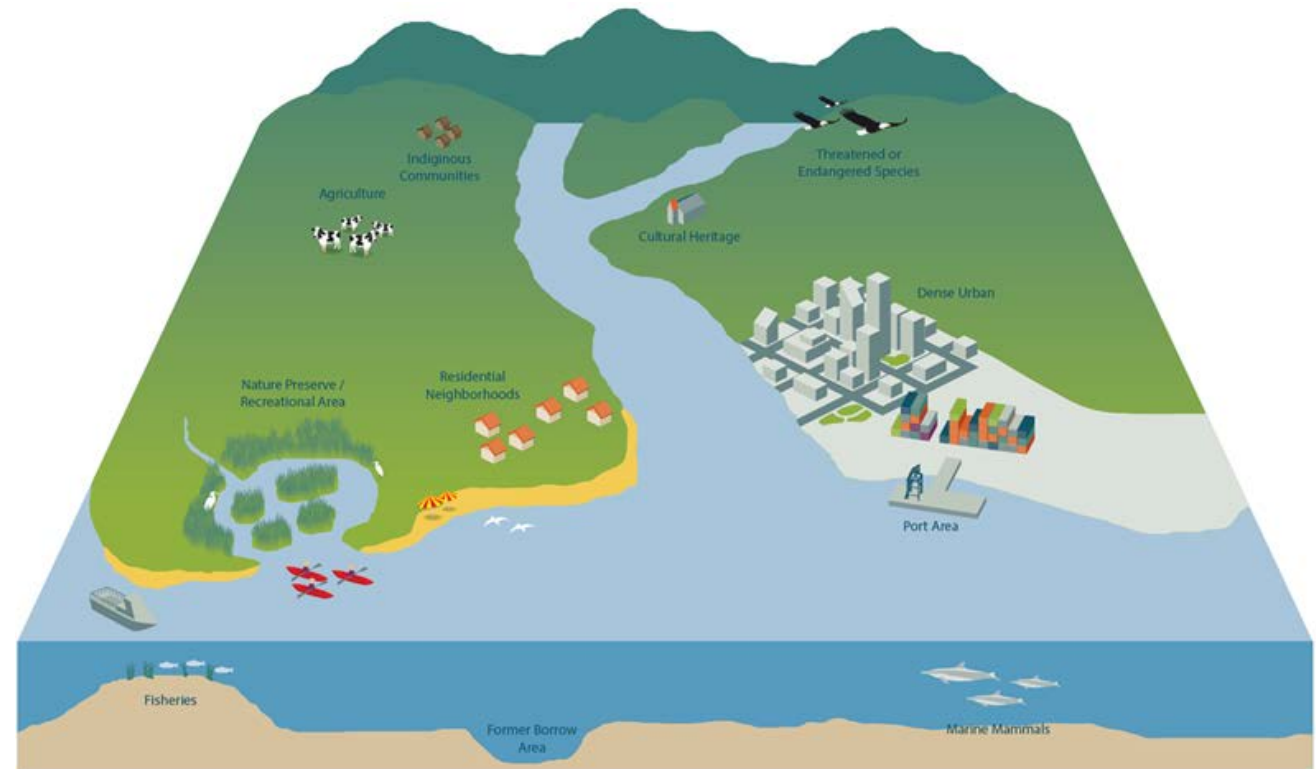 Indiginous
Communities
Agriculture
Threatened or
Endangered Species
Cultural Heritage
Dense Urban
Nature Preserve /
Recreational Area
Residential
Neighborhoods
Port Area
Fisheries
Former Borrow
Area
Marine Mammals